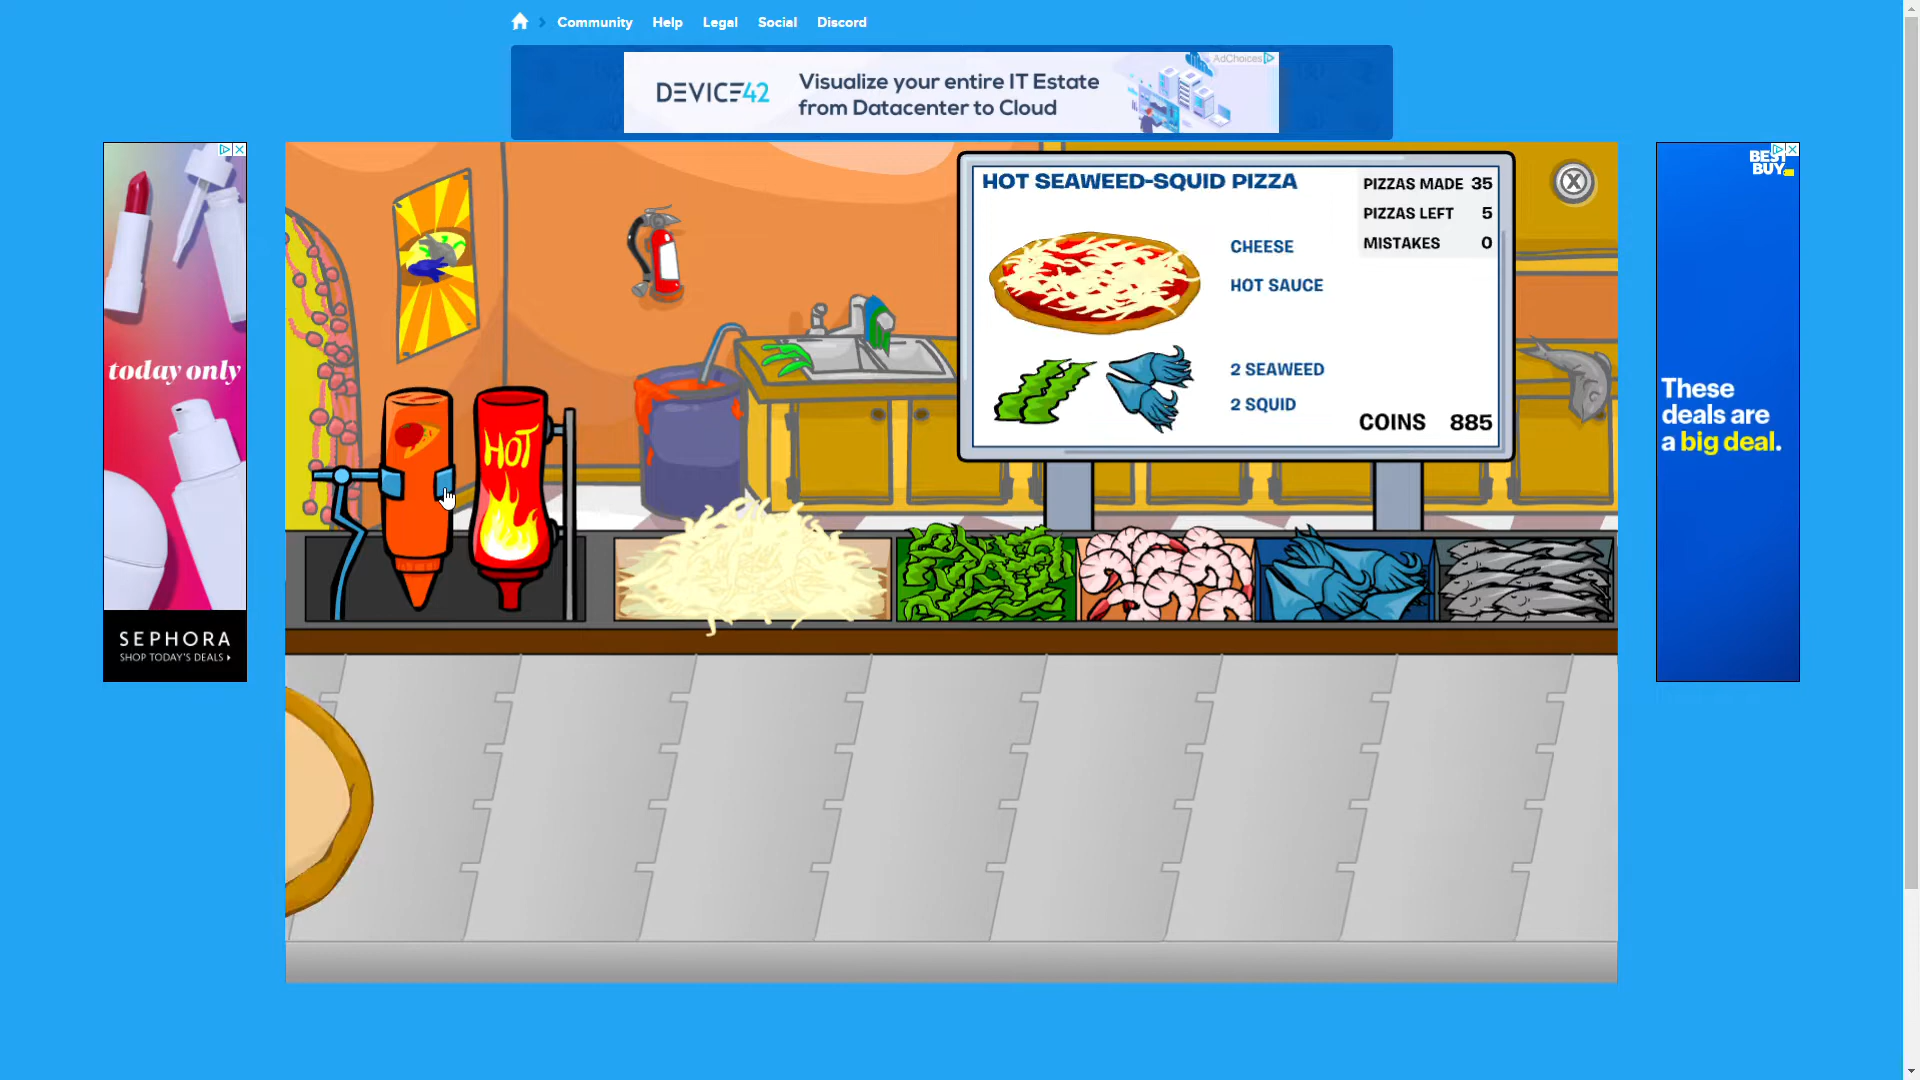 Community Help Legal Social Discord
DEVICE42
Visualize your entire IT Estate
from Datacenter to Cloud
AdChoices
today only
SEPHORA
SHOP TODAY'S DEALS
HOT SEAWEED-SQUID PIZZA
PIZZAS MADE 35
PIZZAS LEFT 5
MISTAKES 0
CHEESE
HOT SAUCE
2 SEAWEED
2 SQUID
COINS 885
X
HOT
BEST
BUY
These
deals are
a big deal.